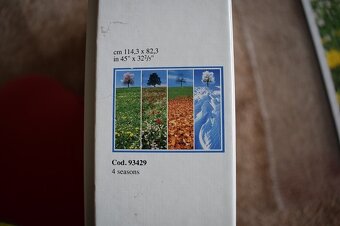 cm 114,3 x 82,3
in 45" x 32²/⁵"
Cod. 93429
4 seasons